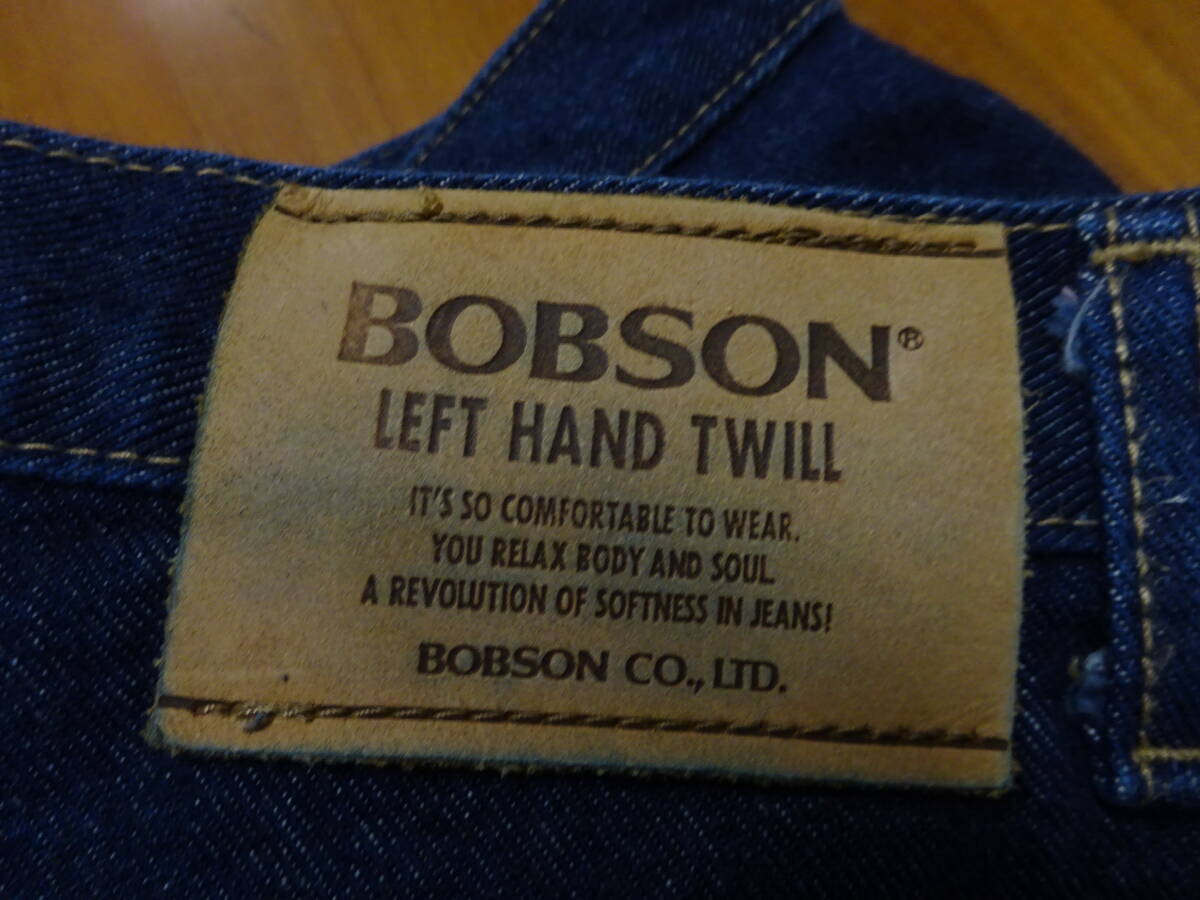 BOBSON®
LEFT HAND TWILL
IT'S SO COMFORTABLE TO WEAR.
YOU RELAX BODY AND SOUL.
A REVOLUTION OF SOFTNESS IN JEANS!
BOBSON CO., LTD.